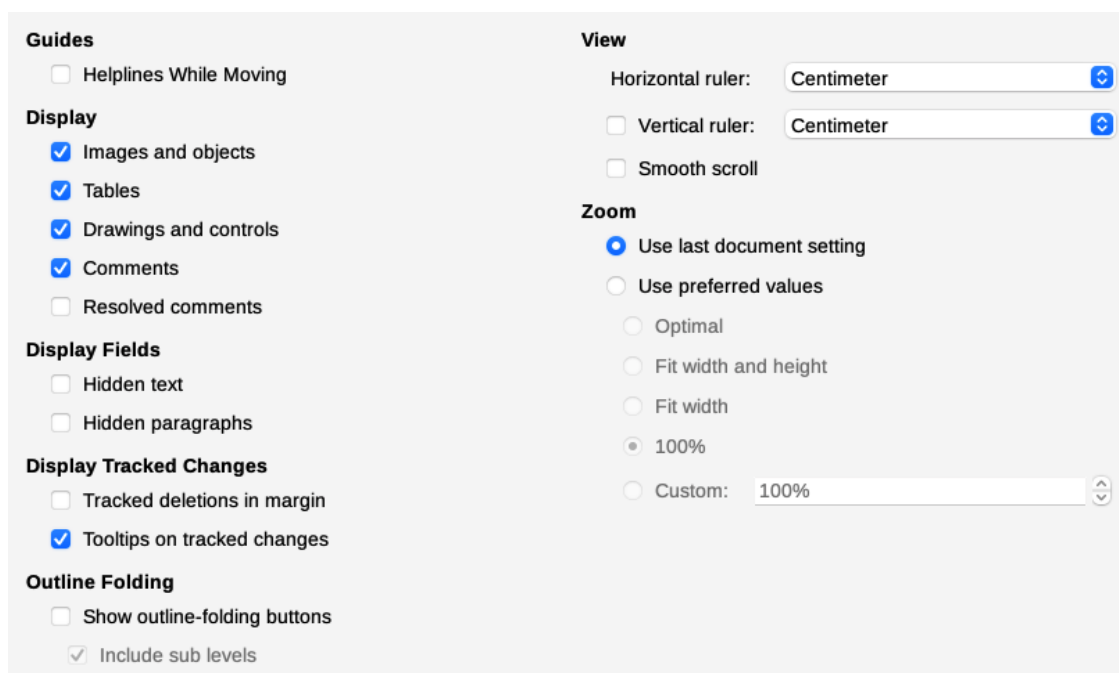 Guides
Helplines While Moving
Display
Images and objects
Tables
Drawings and controls
Comments
Resolved comments
Display Fields
Hidden text
Hidden paragraphs
Display Tracked Changes
Tracked deletions in margin
Tooltips on tracked changes
Outline Folding
Show outline-folding buttons
Include sub levels
View
Horizontal ruler: Centimeter
Vertical ruler: Centimeter
Smooth scroll
Zoom
Use last document setting
Use preferred values
Optimal
Fit width and height
Fit width
100%
Custom: 100%